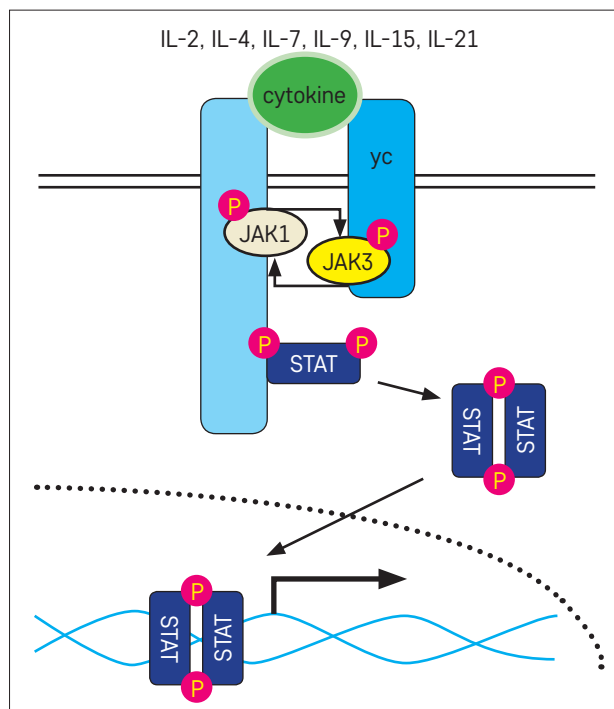 IL-2, IL-4, IL-7, IL-9, IL-15, IL-21
cytokine
yc
P
JAK1
P
JAK3
P
STAT
P
P
STAT
STAT
P
P
STAT
STAT
P